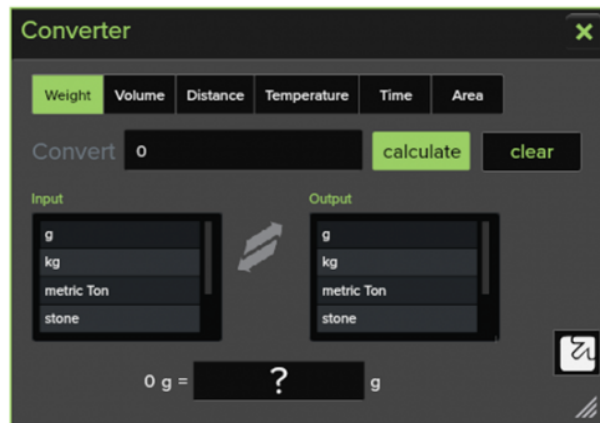 Converter
Weight Volume Distance Temperature Time Area
Convert 0 calculate clear
Input
g
kg
metric Ton
stone
Output
g
kg
metric Ton
stone
0 g = ? g